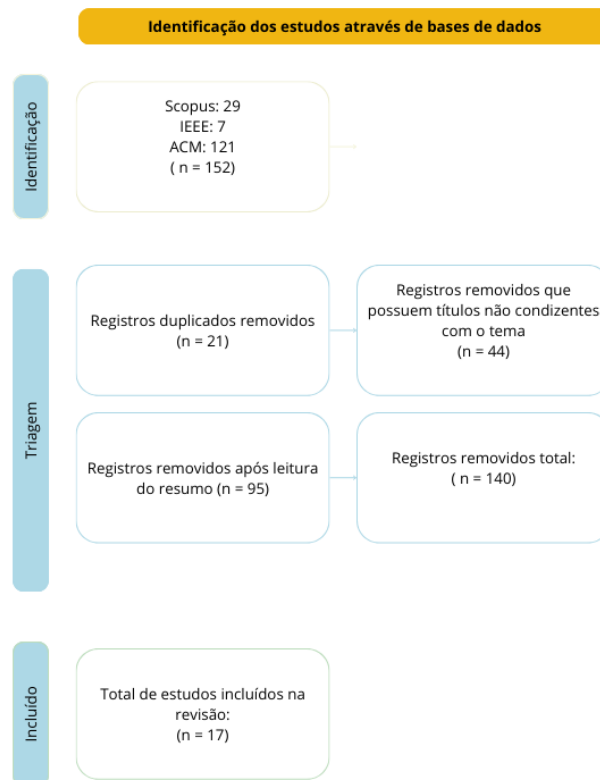 Identificação dos estudos através de bases de dados
Identificação
Scopus: 29
IEEE: 7
ACM: 121
( n = 152)
Triagem
Registros duplicados removidos
(n = 21)
Registros removidos que
possuem títulos não condizentes
com o tema
(n = 44)
Registros removidos após leitura
do resumo (n = 95)
Registros removidos total:
( n = 140)
Incluído
Total de estudos incluídos na
revisão:
(n = 17)